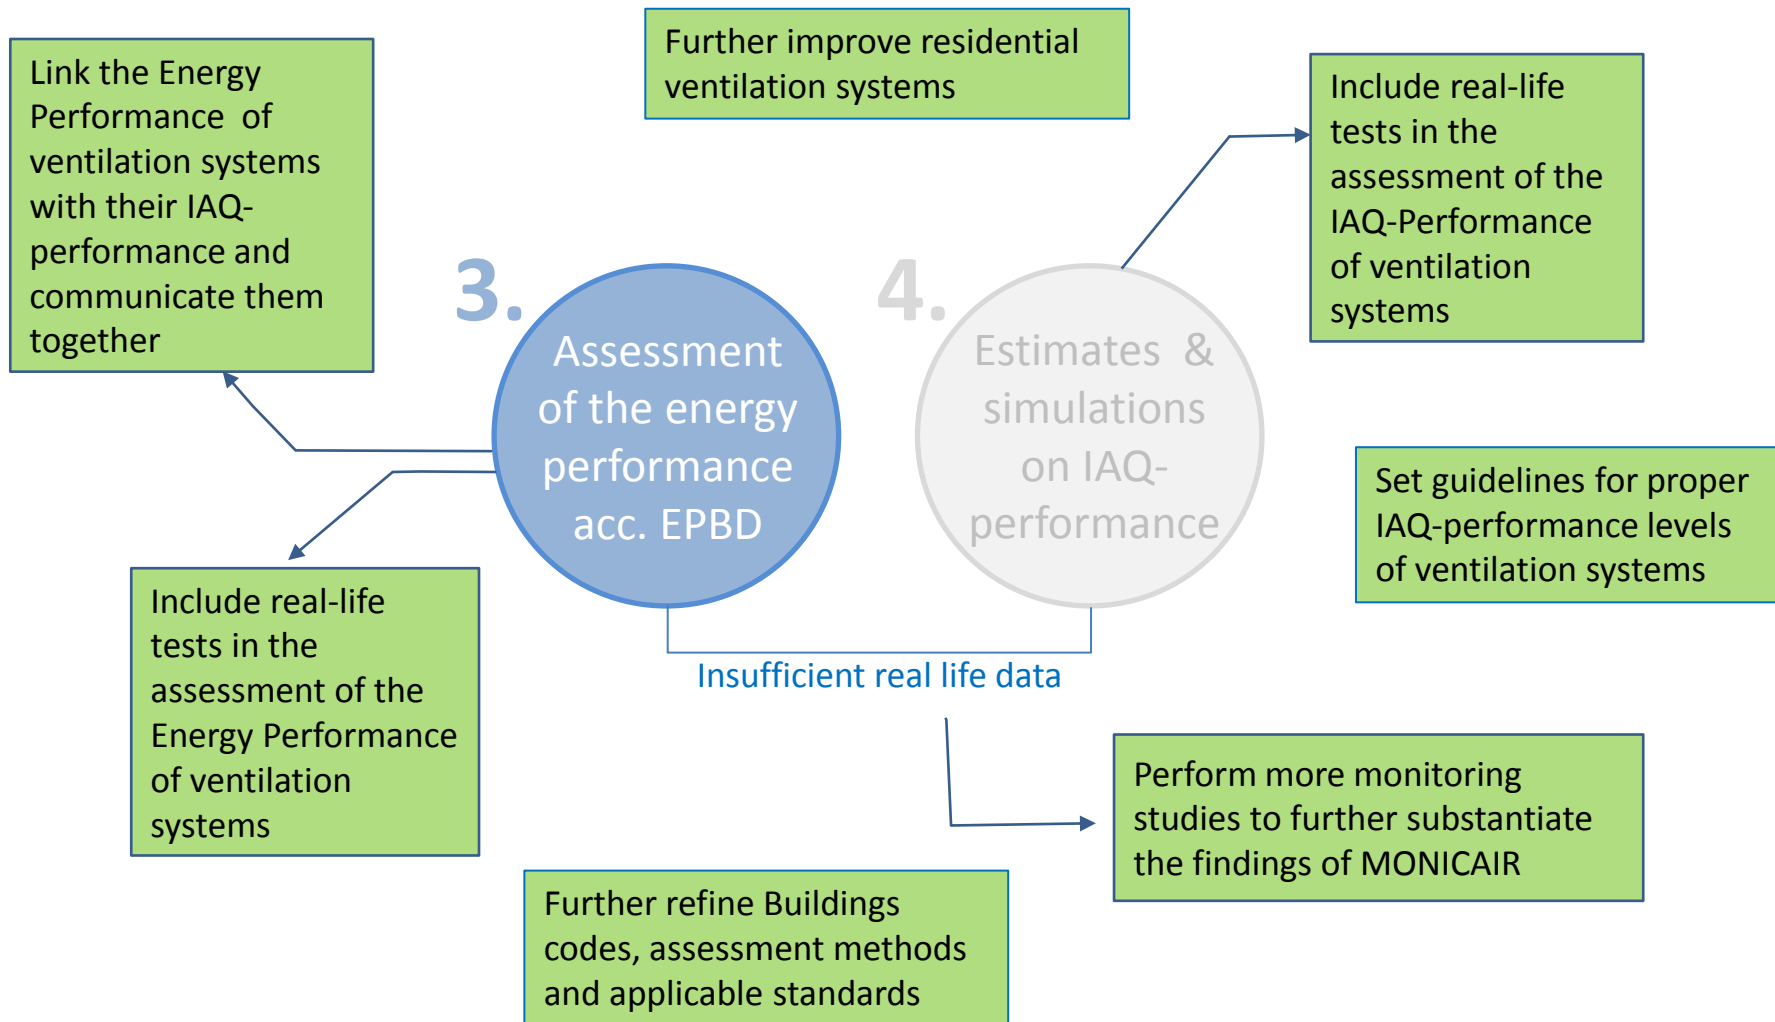 Further improve residential
ventilation systems
Link the Energy
Performance of
ventilation systems
with their IAQ-
performance and
communicate them
together
Include real-life
tests in the
assessment of the
IAQ-Performance
of ventilation
systems
3.
Assessment
of the energy
performance
acc. EPBD
4.
Estimates &
simulations
on IAQ-
performance
Set guidelines for proper
IAQ-performance levels
of ventilation systems
Include real-life
tests in the
assessment of the
Energy Performance
of ventilation
systems
Insufficient real life data
Perform more monitoring
studies to further substantiate
the findings of MONICAIR
Further refine Buildings
codes, assessment methods
and applicable standards